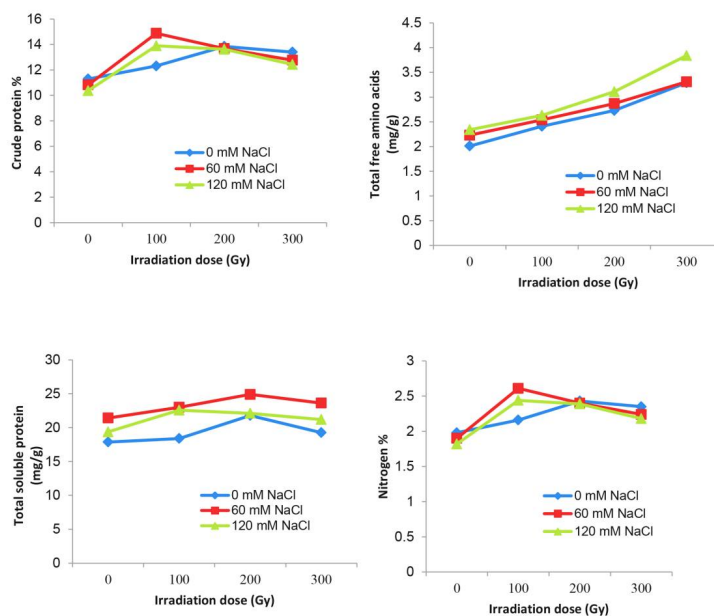 Crude protein %
16
14
12
10
8
6
4
2
0
0 100 200 300
Irradiation dose (Gy)
0 mM NaCl
60 mM NaCl
120 mM NaCl
Total free amino acids
(mg/g)
4.5
4
3.5
3
2.5
2
1.5
1
0.5
0
0 100 200 300
Irradiation dose (Gy)
0 mM NaCl
60 mM NaCl
120 mM NaCl
Total soluble protein
(mg/g)
30
25
20
15
10
5
0
0 100 200 300
Irradiation dose (Gy)
0 mM NaCl
60 mM NaCl
120 mM NaCl
Nitrogen %
3
2.5
2
1.5
1
0.5
0
0 100 200 300
Irradiation dose (Gy)
0 mM NaCl
60 mM NaCl
120 mM NaCl